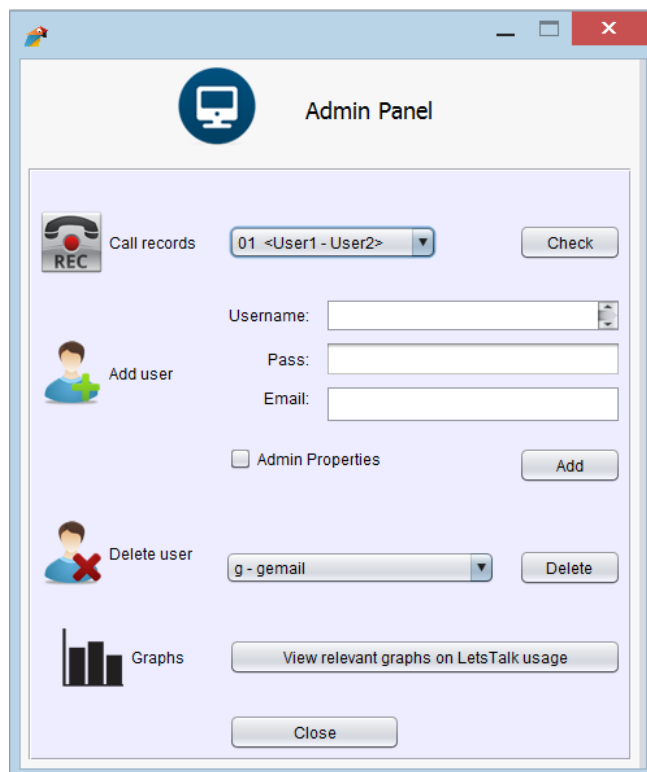 Admin Panel
REC
Call records
01 <User1 - User2>
Check
Username:
Add user
Pass:
Email:
Admin Properties
Add
Delete user
g - gemail
Delete
Graphs
View relevant graphs on LetsTalk usage
Close